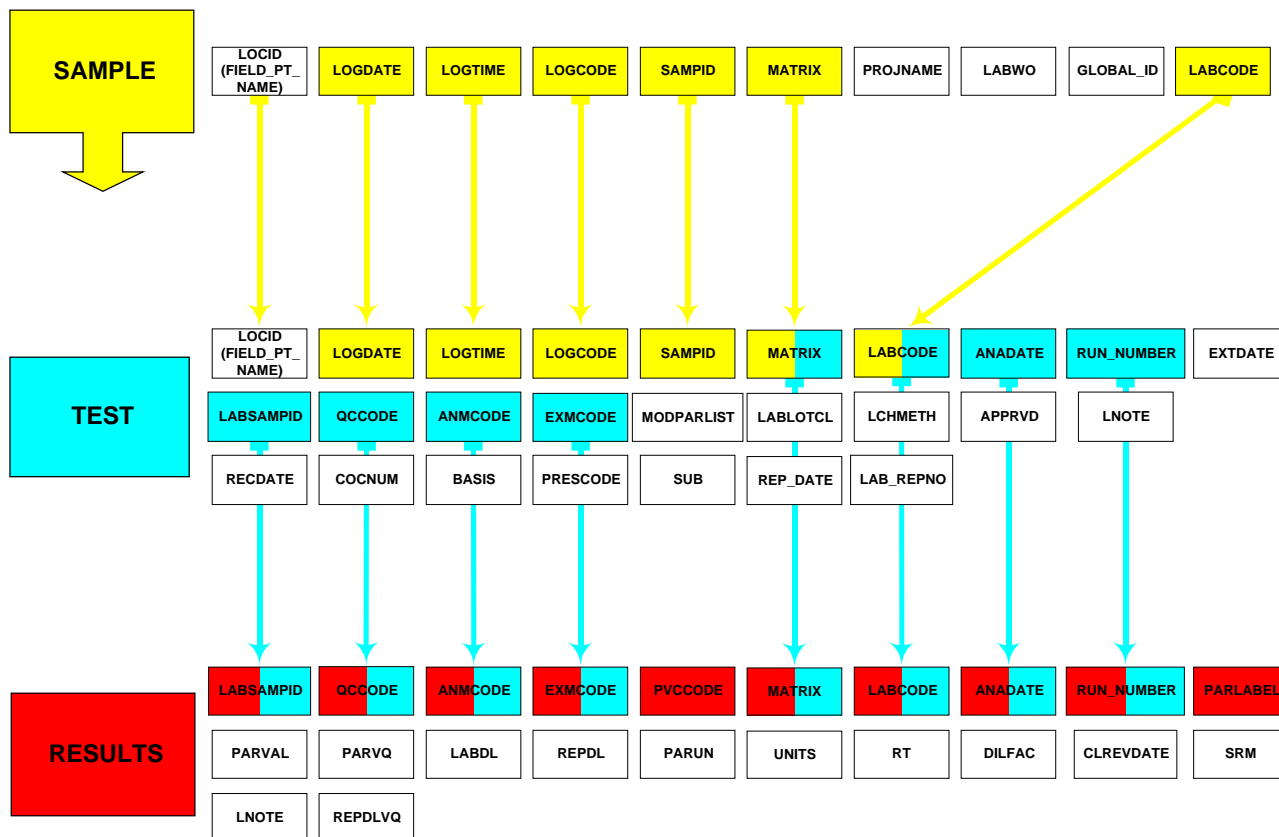 SAMPLE
LOCID
(FIELD_PT_
NAME)
LOGDATE
LOGTIME
LOGCODE
SAMPID
MATRIX
PROJNAME
LABWO
GLOBAL_ID
LABCODE
TEST
LOCID
(FIELD_PT_
NAME)
LOGDATE
LOGTIME
LOGCODE
SAMPID
MATRIX
LABCODE
ANADATE
RUN_NUMBER
EXTDATE
LABSAMPID
QCCODE
ANMCODE
EXMCODE
MODPARLIST
LABLOTCL
LCHMETH
APPRVD
LNOTE
RECDATE
COCNUM
BASIS
PRESCODE
SUB
REP_DATE
LAB_REPNO
RESULTS
LABSAMPID
QCCODE
ANMCODE
EXMCODE
PVCCODE
MATRIX
LABCODE
ANADATE
RUN_NUMBER
PARLABEL
PARVAL
PARVQ
LABDL
REPDL
PARUN
UNITS
RT
DILFAC
CLREVDATE
SRM
LNOTE
REPDLVQ